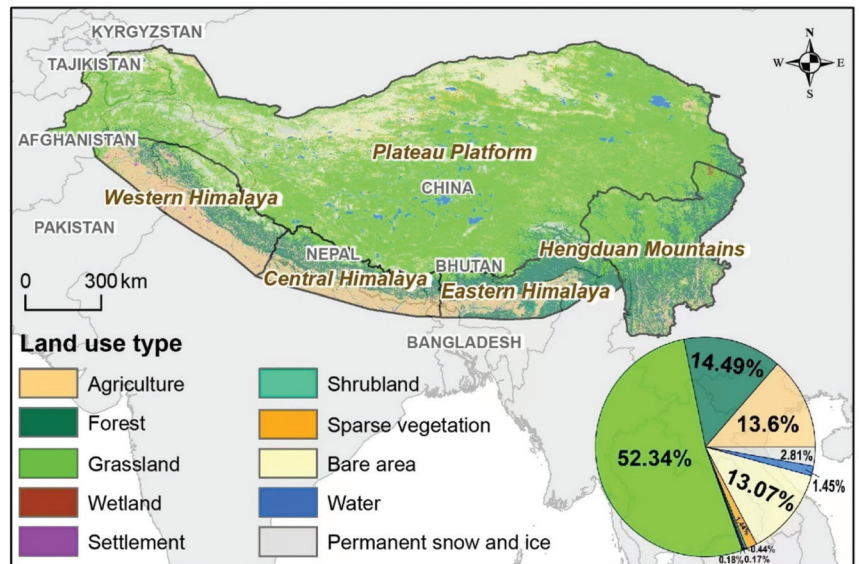 KYRGYZSTAN
TAJIKISTAN
AFGHANISTAN
PAKISTAN
Western Himalaya
Plateau Platform
CHINA
NEPAL
Central Himalaya
BHUTAN
Eastern Himalaya
Hengduan Mountains
BANGLADESH
N
W
E
S
0 300 km
Land use type
Agriculture
Forest
Grassland
Wetland
Settlement
Shrubland
Sparse vegetation
Bare area
Water
Permanent snow and ice
14.49%
13.6%
52.34%
2.81%
1.45%
13.07%
0.44%
0.18%
0.17%